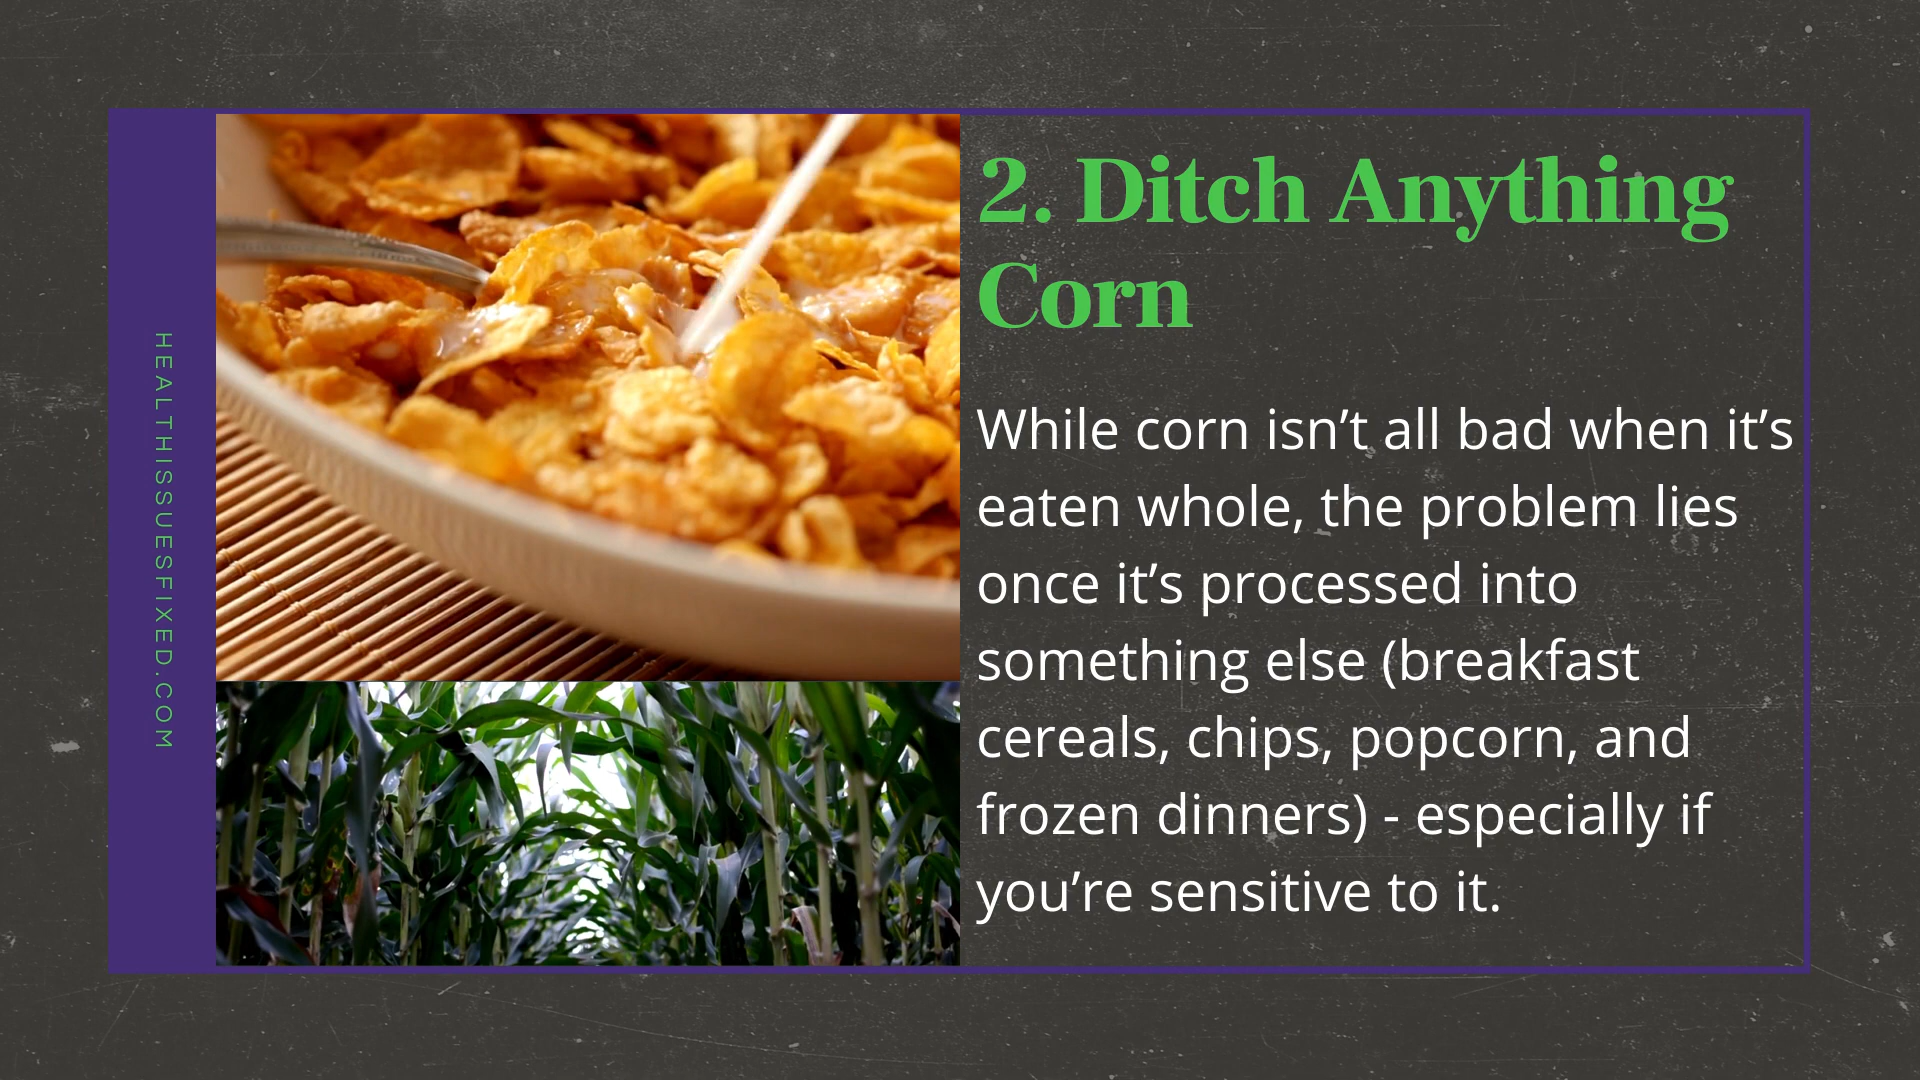 HEALTHISSUESFIXED.COM
2. Ditch Anything
Corn
While corn isn’t all bad when it’s
eaten whole, the problem lies
once it’s processed into
something else (breakfast
cereals, chips, popcorn, and
frozen dinners) - especially if
you’re sensitive to it.